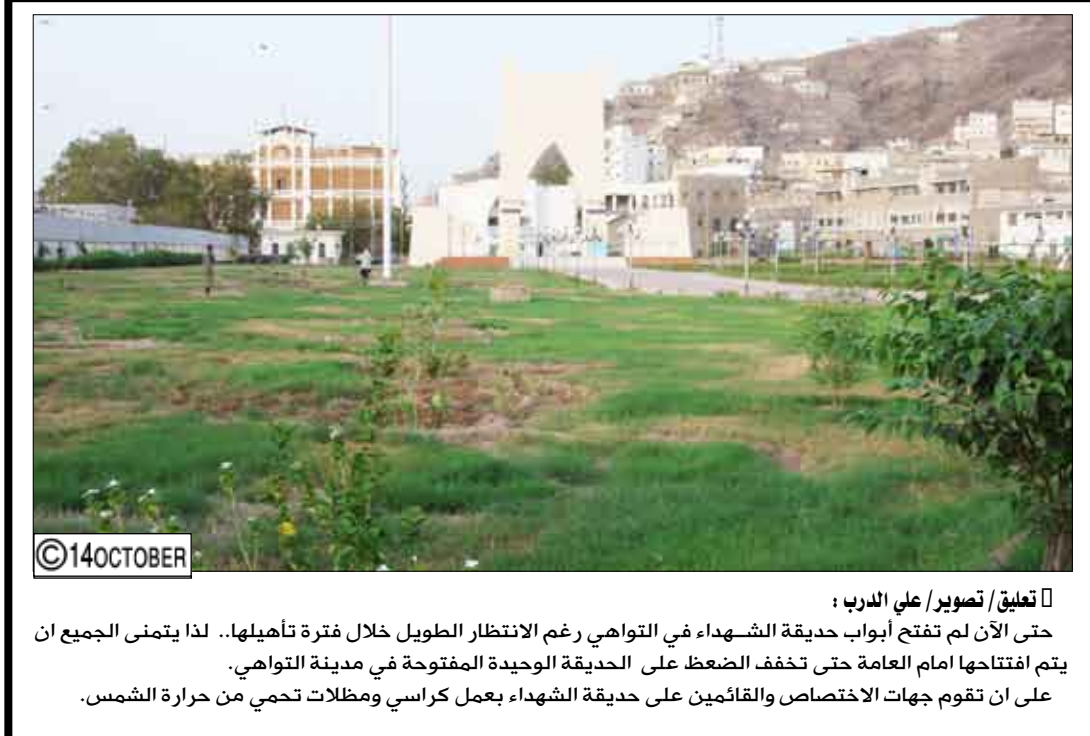 ©14OCTOBER
تعليق/ تصوير/ علي الدرب :
حتى الآن لم تفتح أبواب حديقة الشهداء في التواهي رغم الانتظار الطويل خلال فترة تأهيلها.. لذا يتمنى الجميع ان
يتم افتتاحها امام العامة حتى تخفف الضعظ على الحديقة الوحيدة المفتوحة في مدينة التواهي.
على ان تقوم جهات الاختصاص والقائمين على حديقة الشهداء بعمل كراسي ومظلات تحمي من حرارة الشمس.